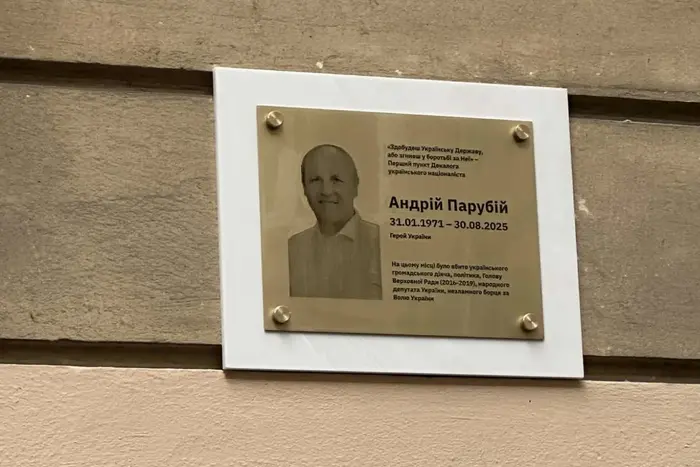 «Здобудеш Українську Державу,
або згинеш у боротьбі за Неї» –
Перший пункт Декалога
українського націоналіста
Андрій Парубій
31.01.1971 – 30.08.2025
Герой України
На цьому місці було вбито українського
громадського діяча, політика, Голову
Верховної Ради (2016–2019), народного
депутата України, незламного борця за
Волю України